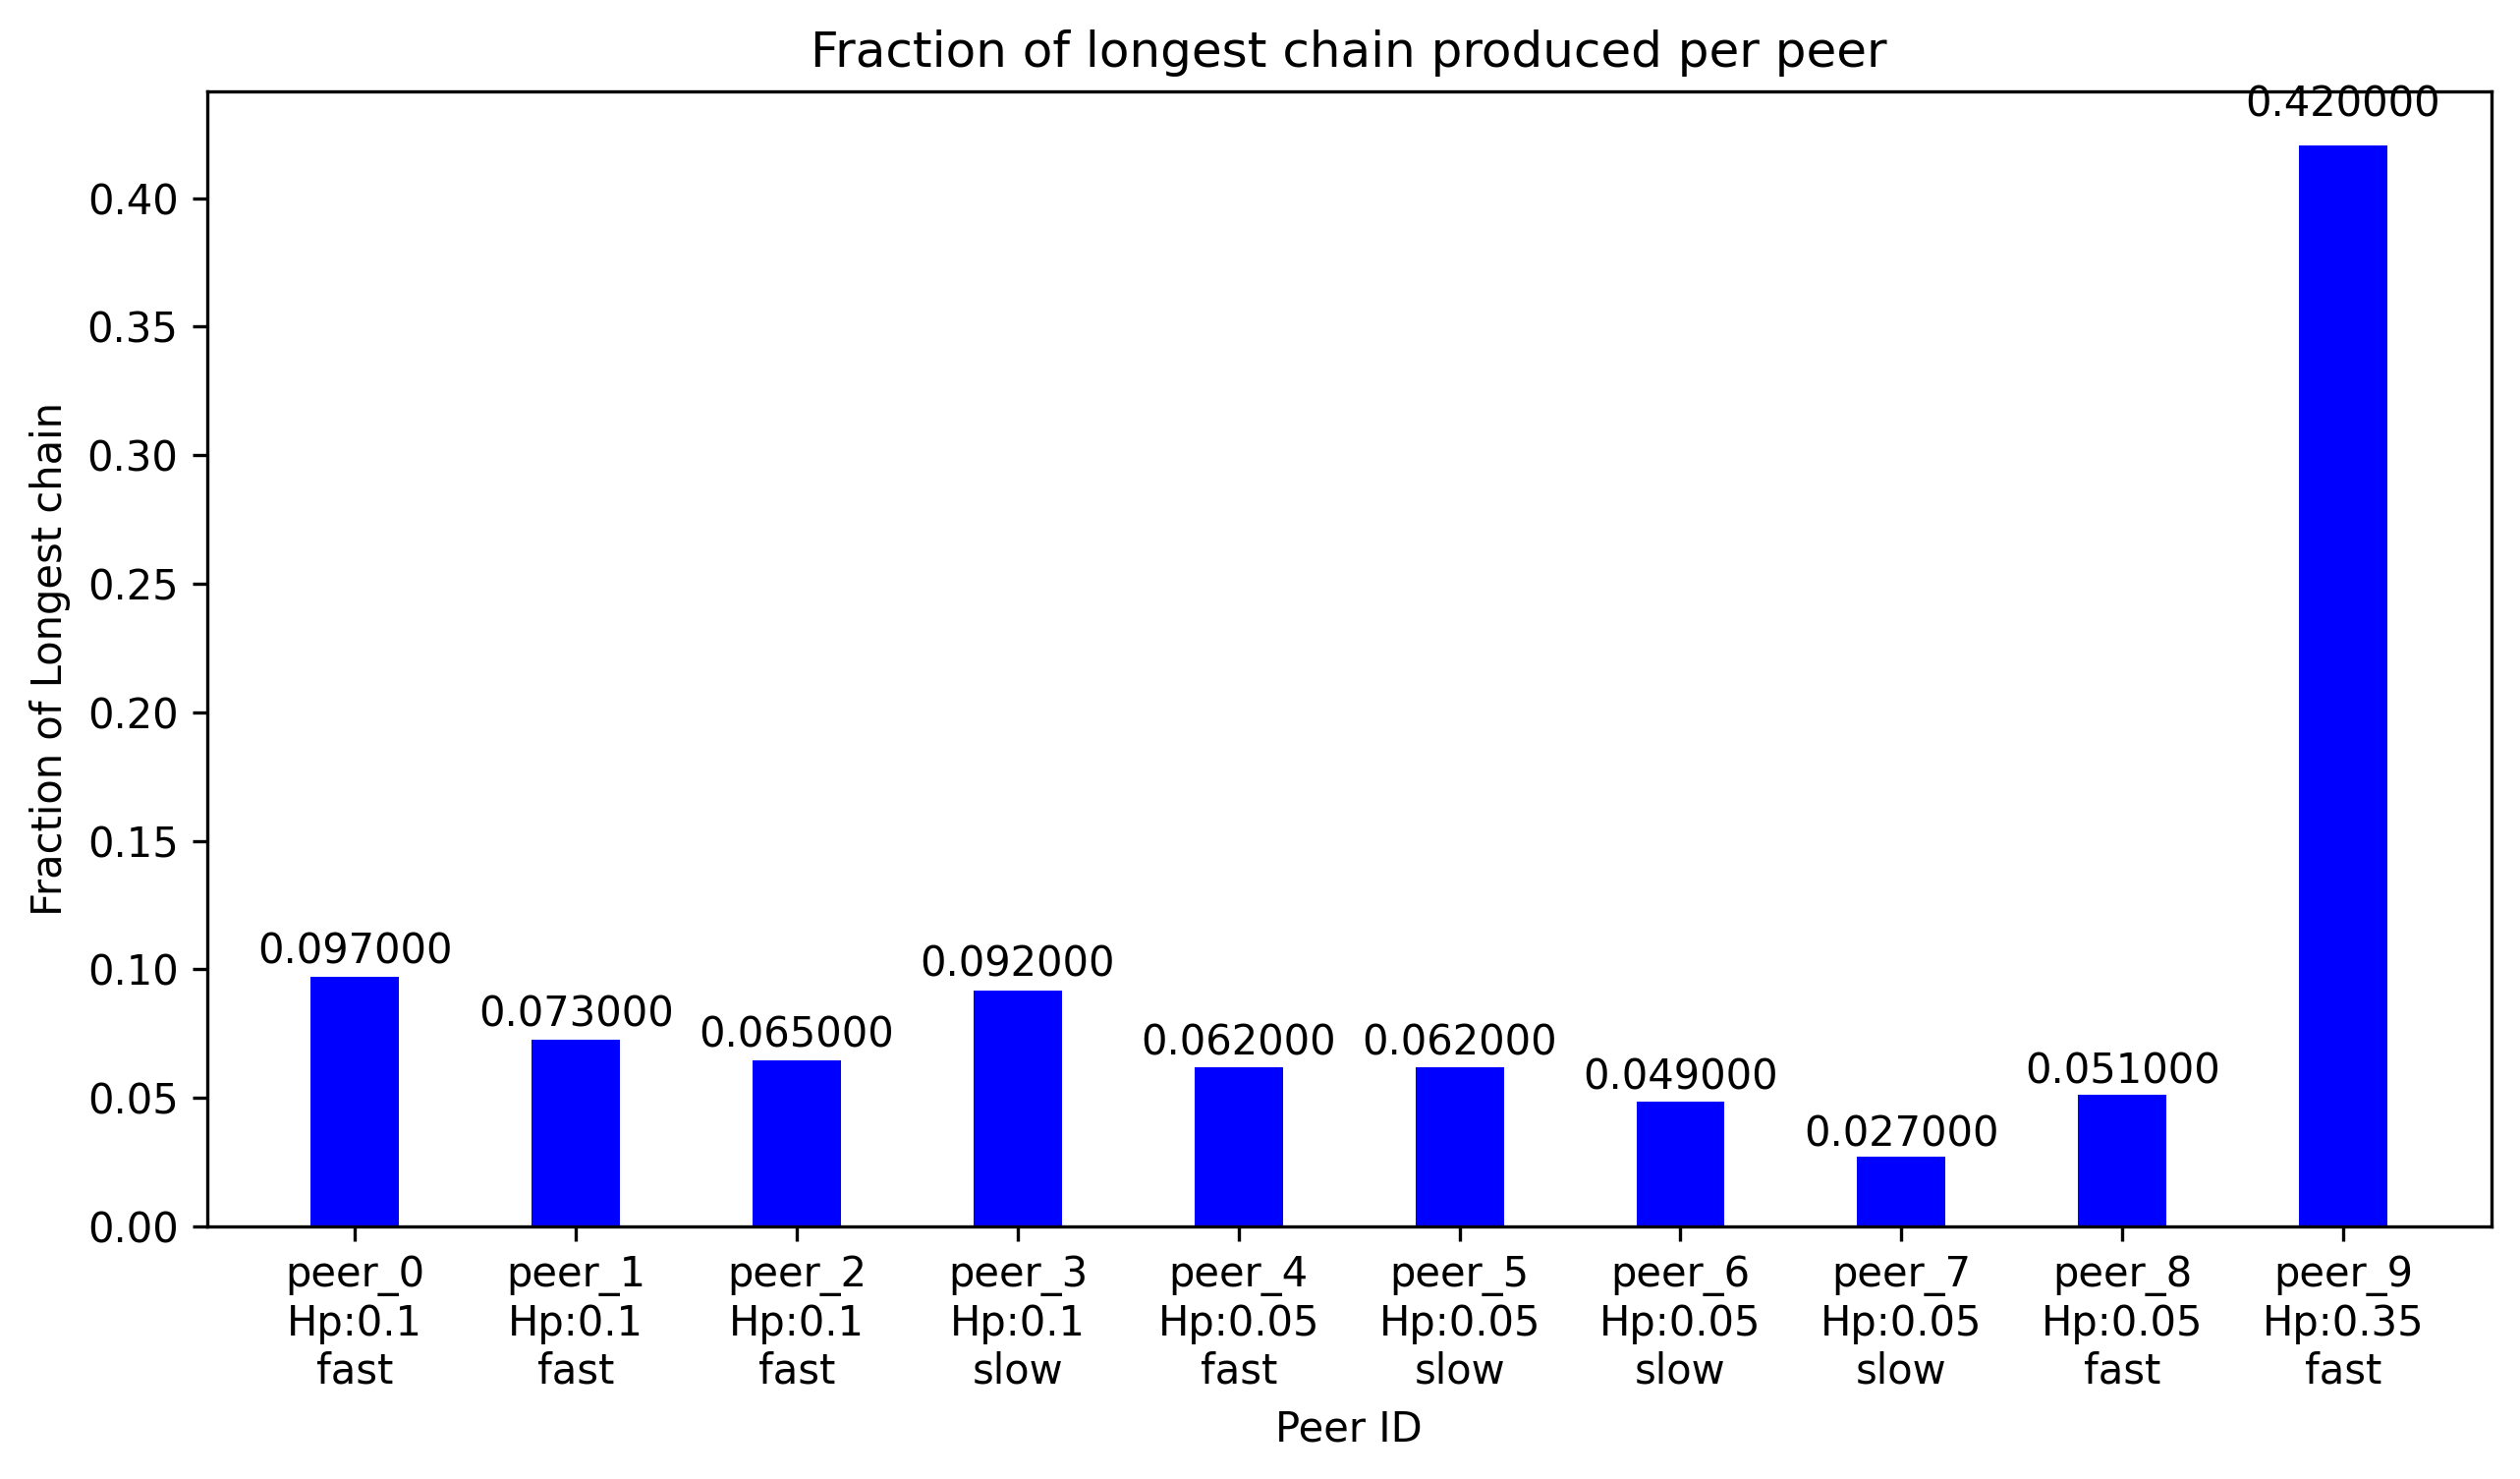 Fraction of longest chain produced per peer
Fraction of Longest chain
0.40
0.35
0.30
0.25
0.20
0.15
0.10
0.05
0.00
0.097000
0.073000
0.065000
0.092000
0.062000
0.062000
0.049000
0.027000
0.051000
0.420000
peer_0
Hp:0.1
fast
peer_1
Hp:0.1
fast
peer_2
Hp:0.1
fast
peer_3
Hp:0.1
slow
peer_4
Hp:0.05
fast
peer_5
Hp:0.05
slow
peer_6
Hp:0.05
slow
peer_7
Hp:0.05
slow
peer_8
Hp:0.05
fast
peer_9
Hp:0.35
fast
Peer ID